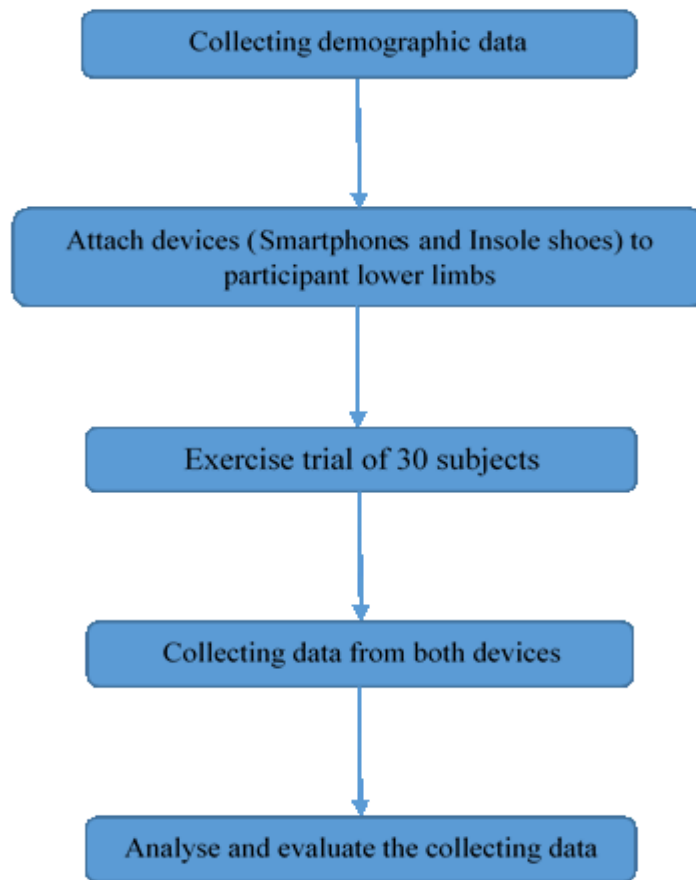 Collecting demographic data
Attach devices (Smartphones and Insole shoes) to
participant lower limbs
Exercise trial of 30 subjects
Collecting data from both devices
Analyse and evaluate the collecting data